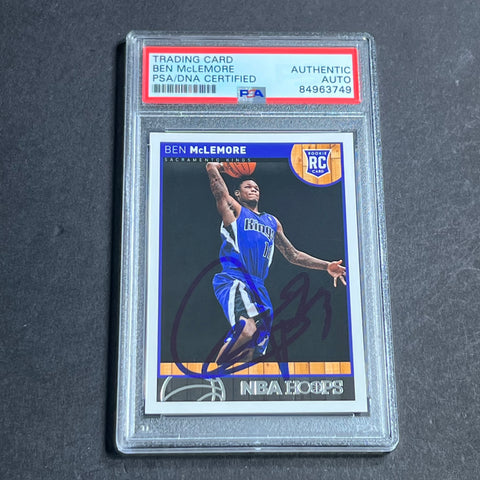 TRADING CARD
BEN McLEMORE
PSA/DNA CERTIFIED
AUTHENTIC
AUTO
84963749
PSA
BEN McLEMORE
SACRAMENTO KINGS
ROOKIE
RC
CARD
Kings
NBA HOOPS